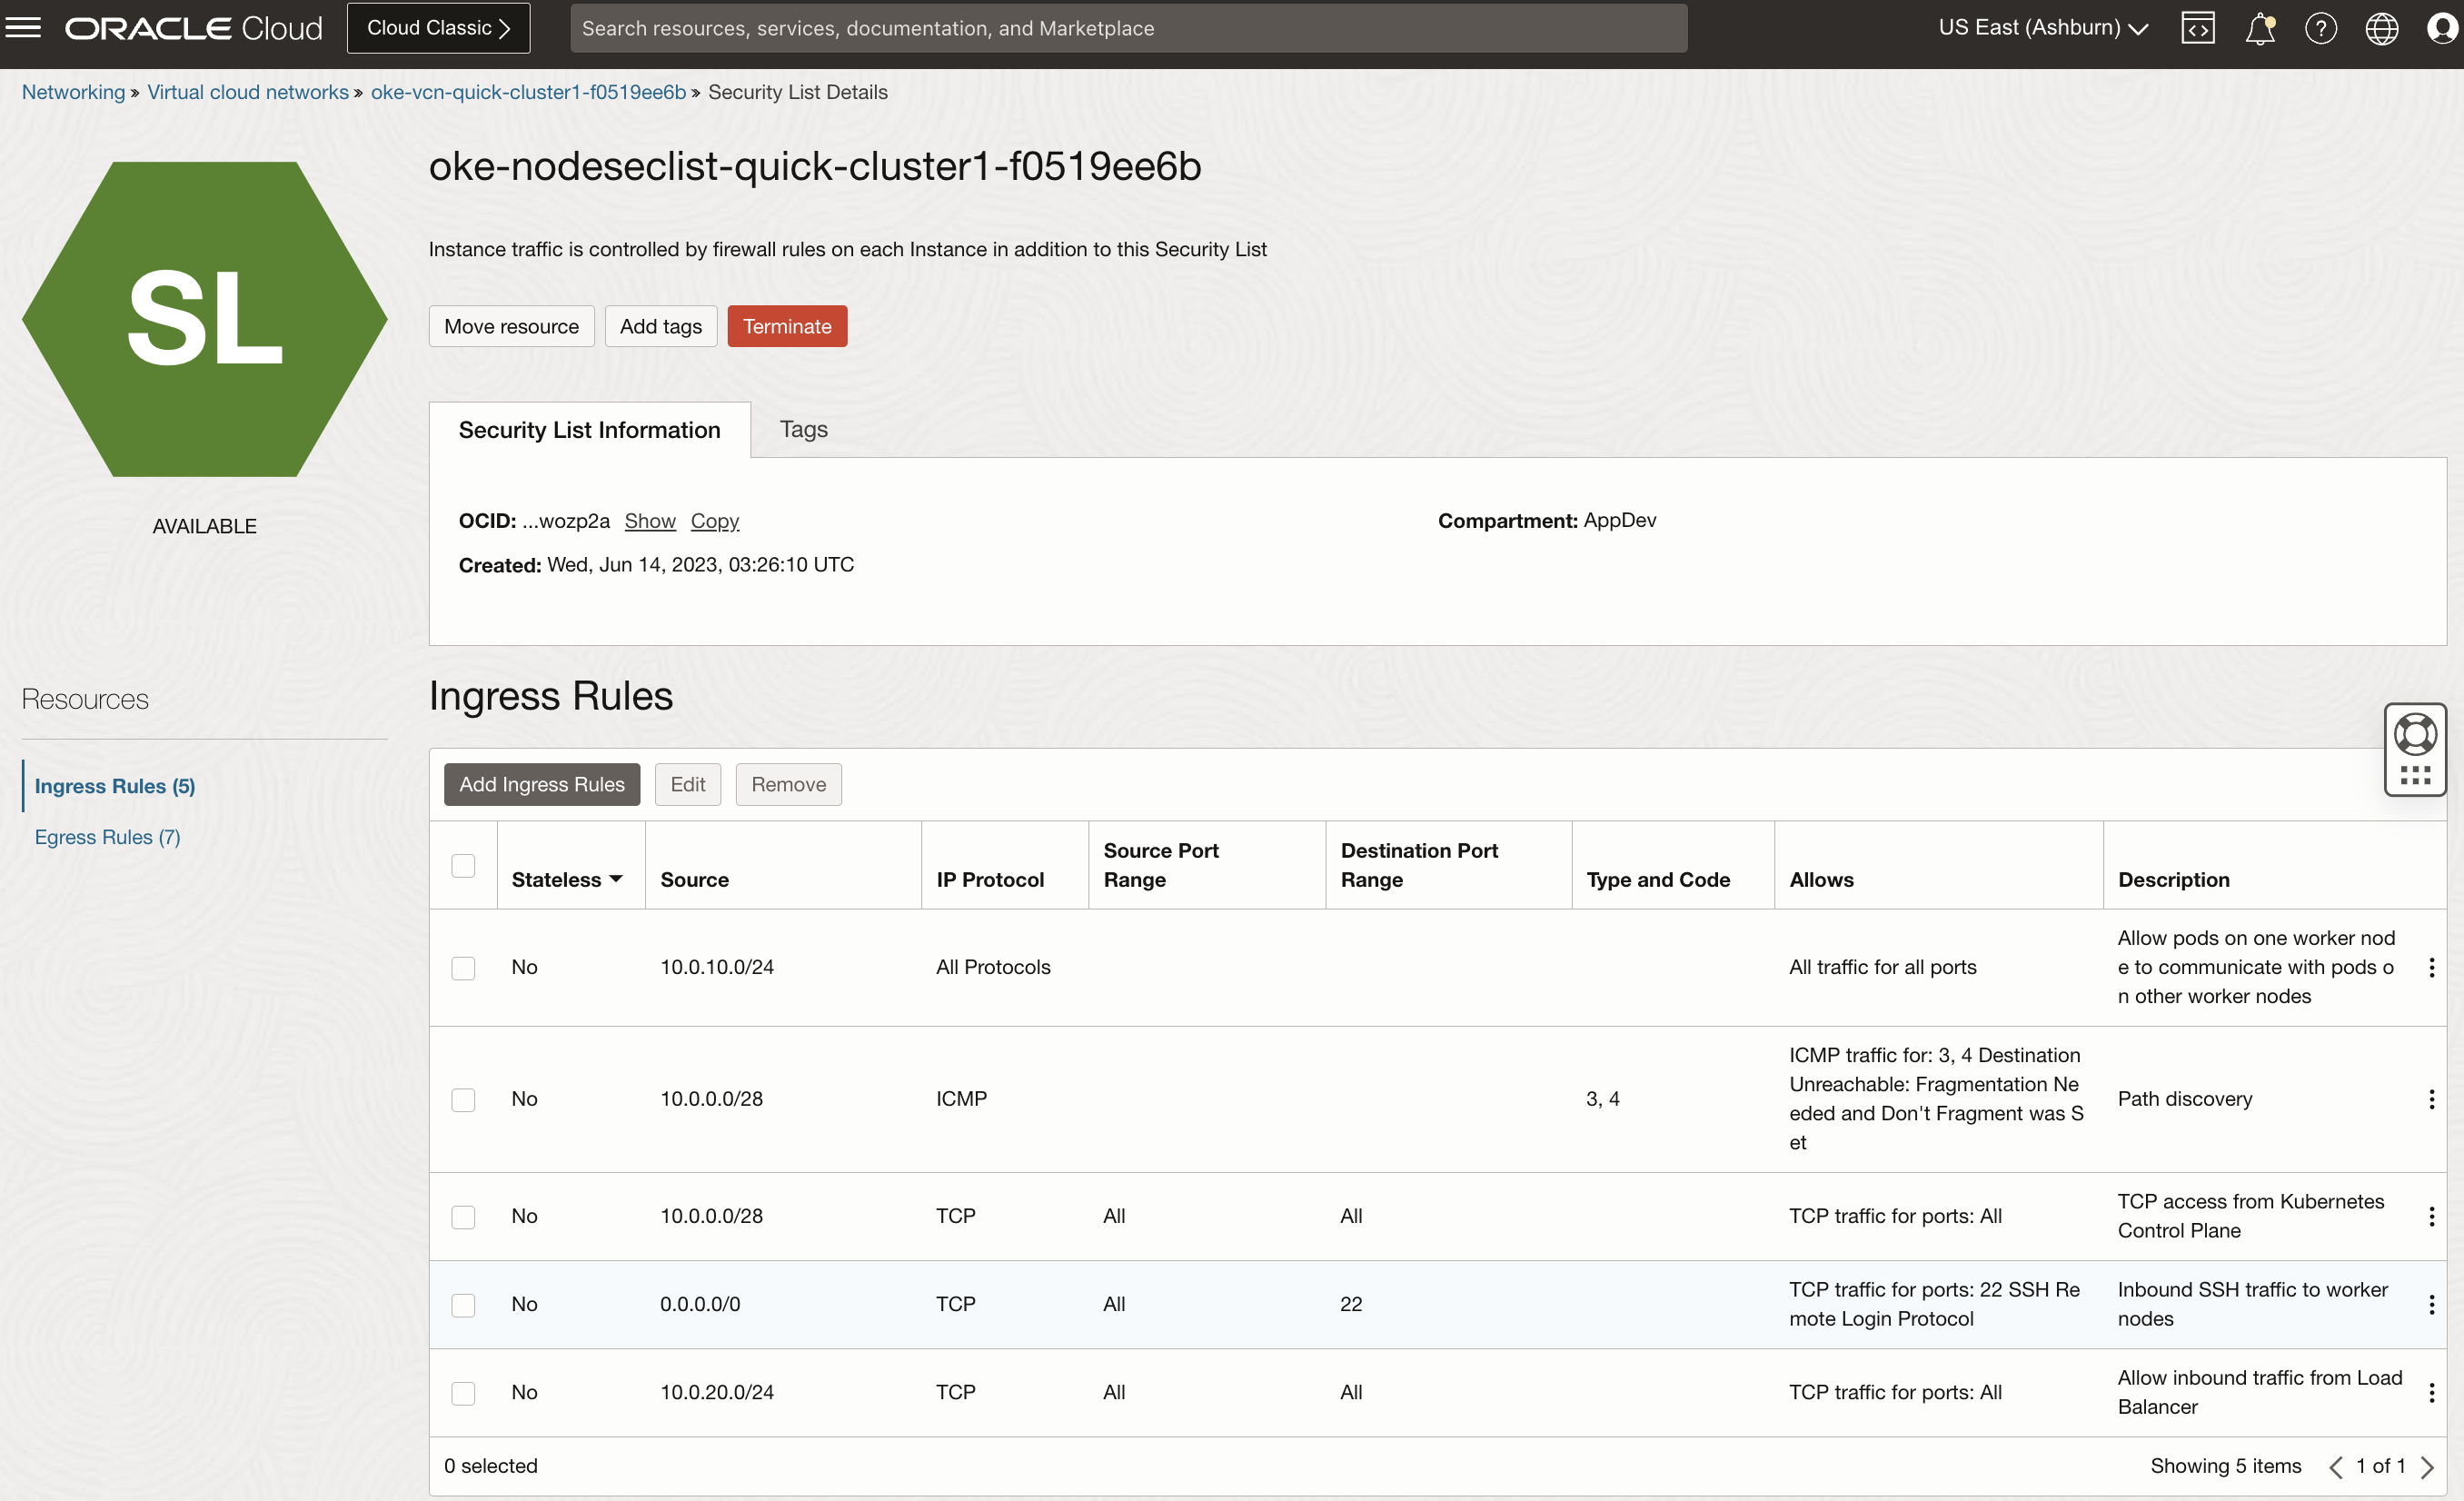 ORACLE Cloud
Cloud Classic
Search resources, services, documentation, and Marketplace
US East (Ashburn)
Networking » Virtual cloud networks » oke-vcn-quick-cluster1-f0519ee6b » Security List Details
SL
AVAILABLE
oke-nodeseclist-quick-cluster1-f0519ee6b
Instance traffic is controlled by firewall rules on each Instance in addition to this Security List
Move resource Add tags Terminate
Security List Information Tags
OCID: ...wozp2a Show Copy
Compartment: AppDev
Created: Wed, Jun 14, 2023, 03:26:10 UTC
Resources
Ingress Rules (5)
Egress Rules (7)
Ingress Rules
Add Ingress Rules Edit Remove
Stateless
Source
IP Protocol
Source Port
Range
Destination Port
Range
Type and Code
Allows
Description
No
10.0.10.0/24
All Protocols
All traffic for all ports
Allow pods on one worker nod
e to communicate with pods o
n other worker nodes
No
10.0.0.0/28
ICMP
3, 4
ICMP traffic for: 3, 4 Destination
Unreachable: Fragmentation Ne
eded and Don't Fragment was S
et
Path discovery
No
10.0.0.0/28
TCP
All
All
TCP traffic for ports: All
TCP access from Kubernetes
Control Plane
No
0.0.0.0/0
TCP
All
22
TCP traffic for ports: 22 SSH Re
mote Login Protocol
Inbound SSH traffic to worker
nodes
No
10.0.20.0/24
TCP
All
All
TCP traffic for ports: All
Allow inbound traffic from Load
Balancer
0 selected
Showing 5 items
1 of 1